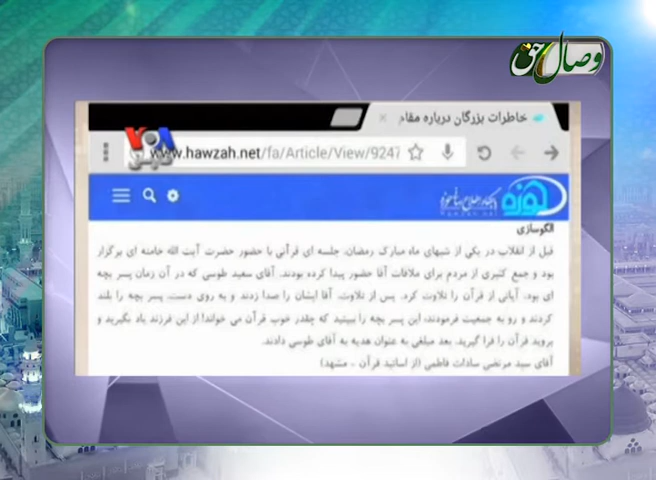 وصال حق
خاطرات بزرگان درباره مقام
VOA
www.hawzah.net/fa/Article/View/9247
حوزه
الگوسازی
قبل از انقلاب در یکی از شبهای ماه مبارک رمضان، جلسه ای قرآنی با حضور حضرت آیت الله خامنه ای برگزار
بود و جمع کثیری از مردم برای ملاقات آقا حضور پیدا کرده بودند. آقای سعید طوسی که در آن زمان پسر بچه
ای بود، آیاتی از قرآن را تلاوت کرد. پس از تلاوت، آقا ایشان را صدا زدند و به روی دست، پسر بچه را بلند
کردند و رو به جمعیت فرمودند، این پسر بچه را ببینید که چقدر خوب قرآن می خواند! از این فرزند یاد بگیرید و
بروید قرآن را فرا گیرید. بعد مبلغی به عنوان هدیه به آقای طوسی دادند.
آقای سید مرتضی سادات فاطمی (از اساتید قرآن - مشهد)